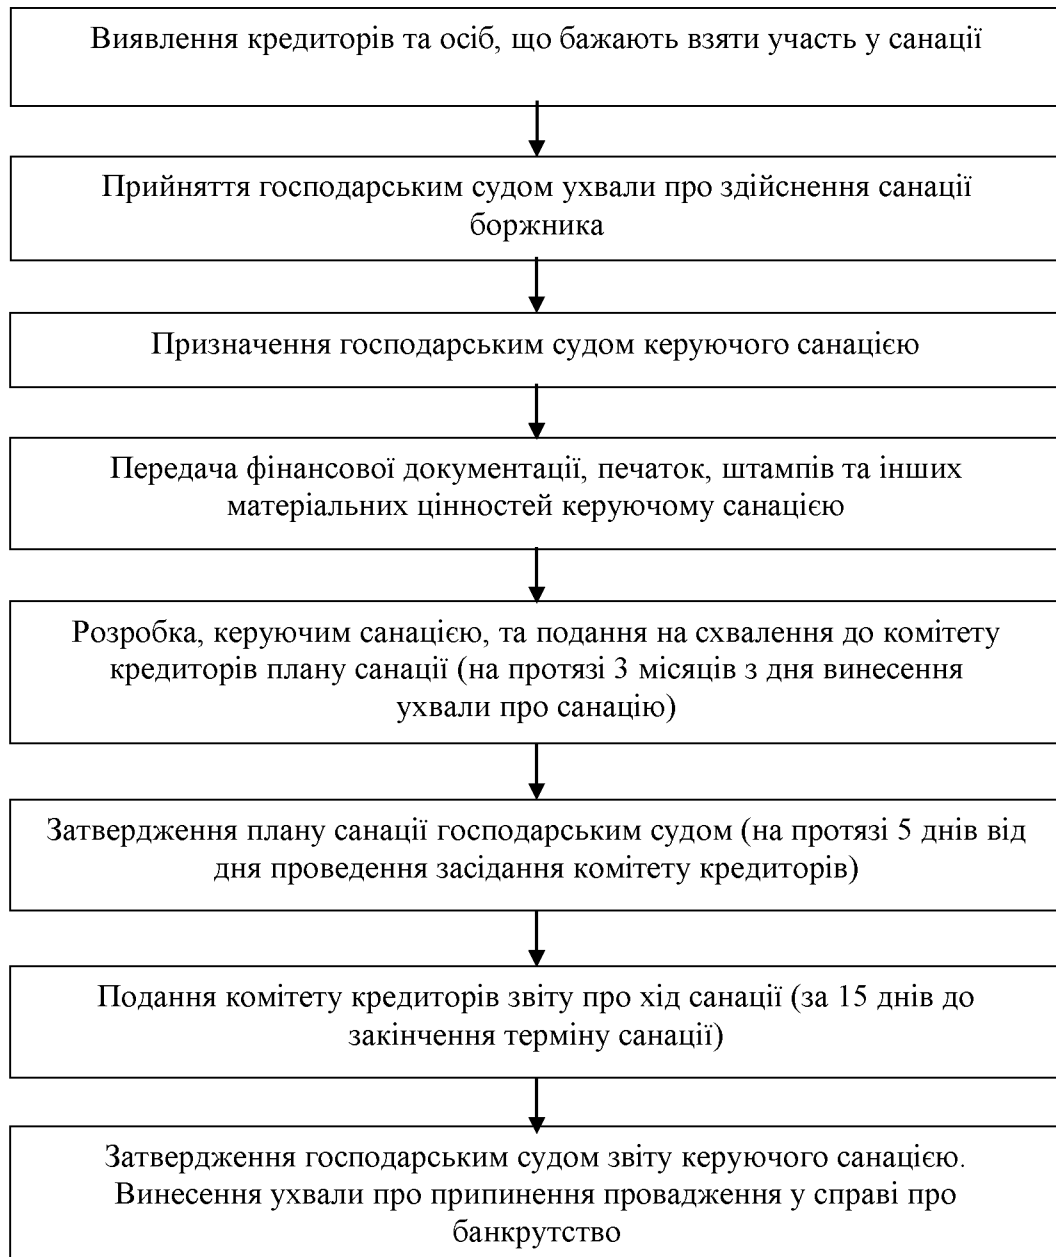 Виявлення кредиторів та осіб, що бажають взяти участь у санації
Прийняття господарським судом ухвали про здійснення санації
боржника
Призначення господарським судом керуючого санацією
Передача фінансової документації, печаток, штампів та інших
матеріальних цінностей керуючому санацією
Розробка, керуючим санацією, та подання на схвалення до комітету
кредиторів плану санації (на протязі 3 місяців з дня винесення
ухвали про санацію)
Затвердження плану санації господарським судом (на протязі 5 днів від
дня проведення засідання комітету кредиторів)
Подання комітету кредиторів звіту про хід санації (за 15 днів до
закінчення терміну санації)
Затвердження господарським судом звіту керуючого санацією.
Винесення ухвали про припинення провадження у справі про
банкрутство